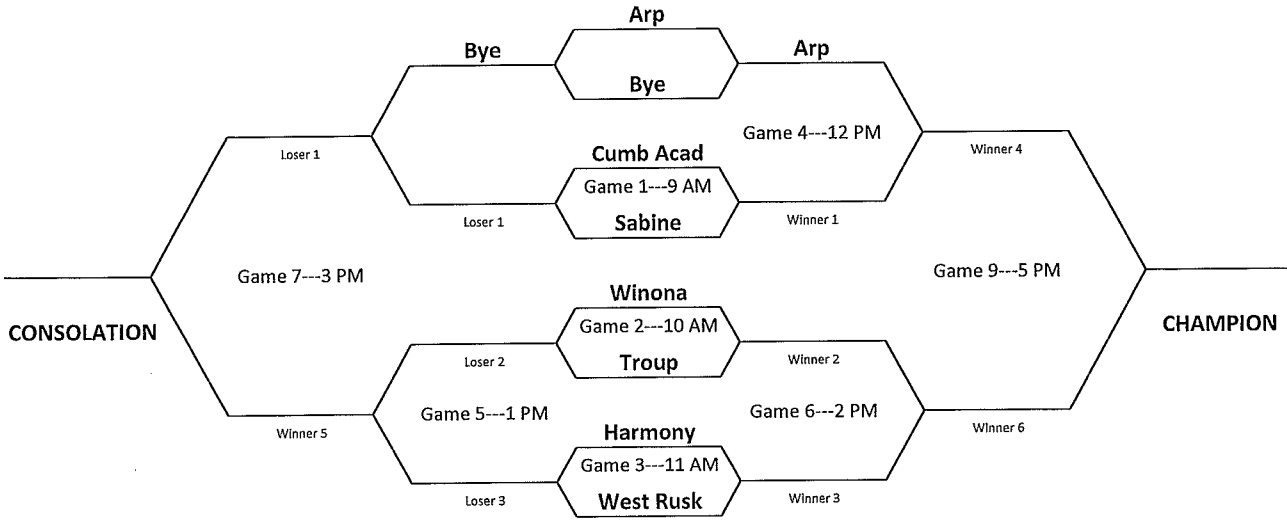 Arp
Bye
Arp
Bye
Game 4---12 PM
Loser 1
Cumb Acad
Winner 4
Game 1---9 AM
Loser 1
Sabine
Winner 1
Game 7---3 PM
Game 9---5 PM
Winona
CONSOLATION
Game 2---10 AM
CHAMPION
Loser 2
Troup
Winner 2
Game 5---1 PM
Game 6---2 PM
Winner 5
Harmony
Winner 6
Game 3---11 AM
Loser 3
West Rusk
Winner 3